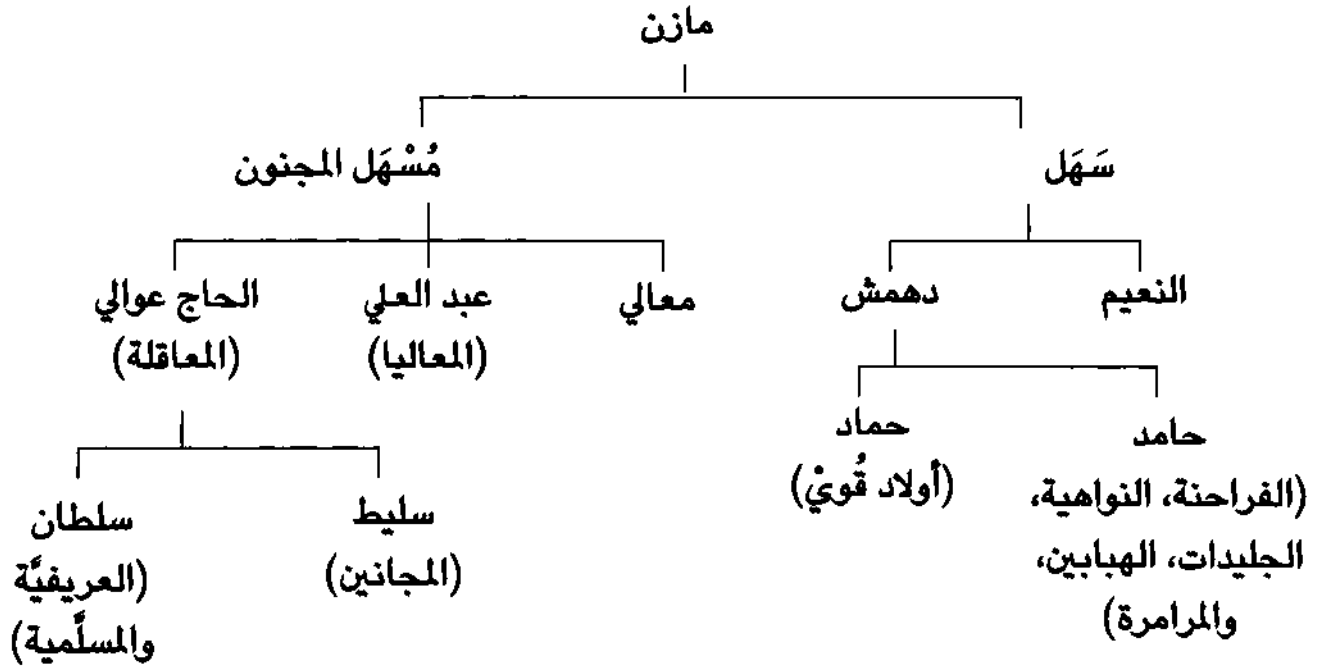 مازن
سَهَل
مُسْهَل المجنون
النعيم
دهمش
معالي
عبد العلي
(المعاليا)
الحاج عوالي
(المعاقلة)
حامد
(الفراحنة، النواهية،
الجليدات، الهبابين،
والمرامرة)
حماد
(أولاد قُويْ)
سليط
(المجانين)
سلطان
(العريفيَّة
والمسلَّمية)